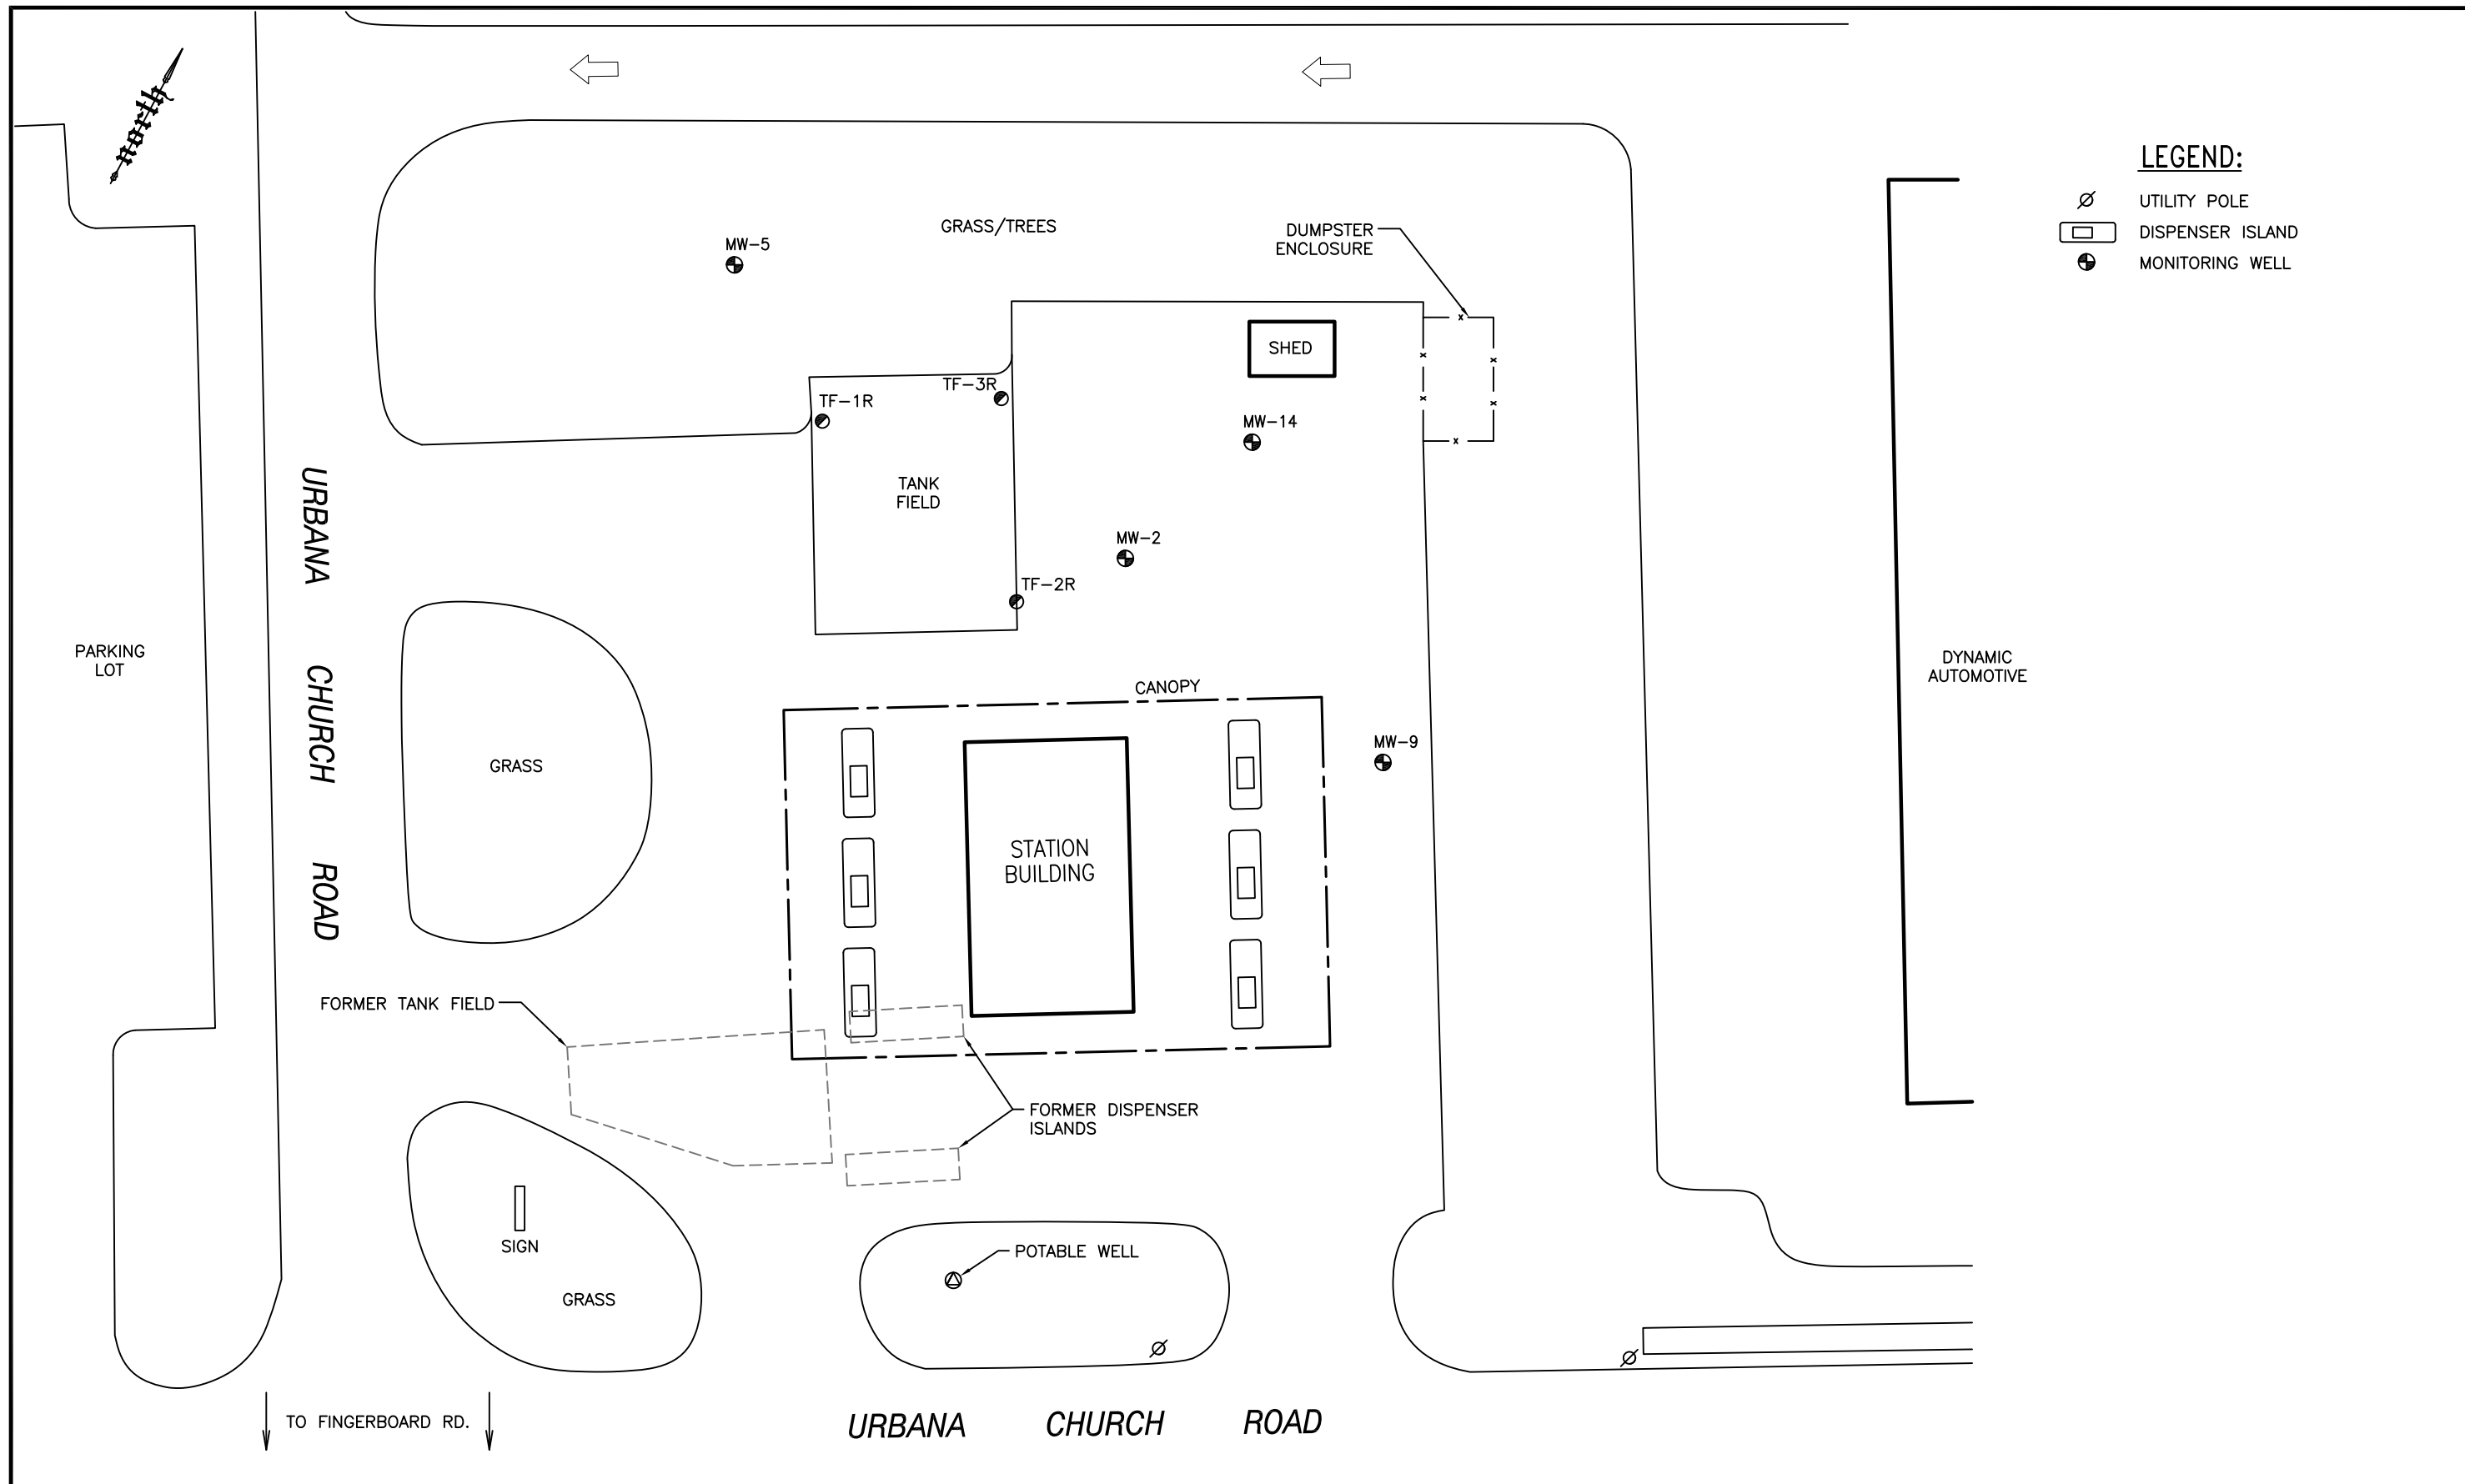 north
LEGEND:
UTILITY POLE
DISPENSER ISLAND
MONITORING WELL
GRASS/TREES
DUMPSTER
ENCLOSURE
MW-5
SHED
TF-3R
TF-1R
MW-14
TANK
FIELD
MW-2
TF-2R
URBANA CHURCH ROAD
PARKING
LOT
DYNAMIC
AUTOMOTIVE
CANOPY
MW-9
GRASS
STATION
BUILDING
FORMER TANK FIELD
FORMER DISPENSER
ISLANDS
SIGN
POTABLE WELL
GRASS
TO FINGERBOARD RD.
URBANA CHURCH ROAD